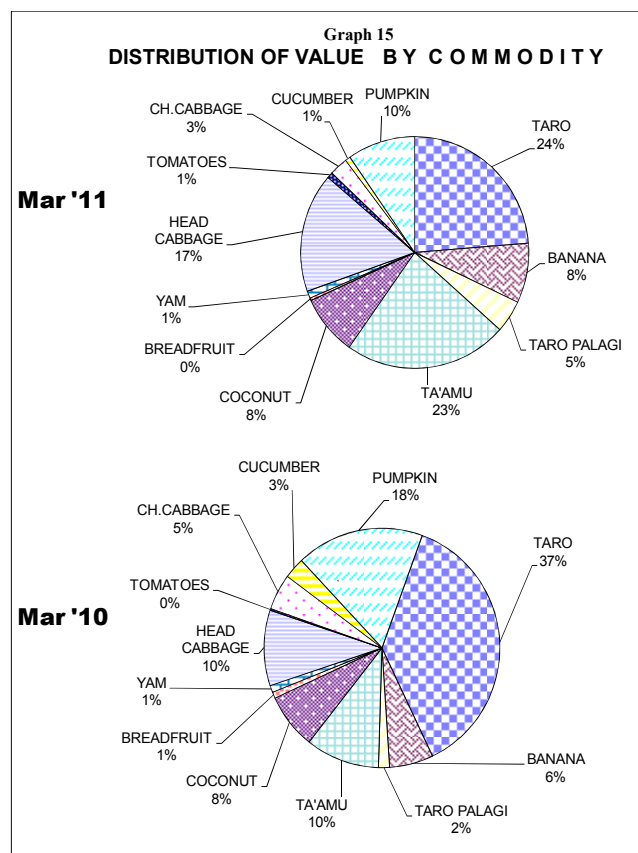 Graph 15
DISTRIBUTION OF VALUE BY COMMODITY
Mar '11
PUMPKIN
10%
CUCUMBER
1%
CH.CABBAGE
3%
TOMATOES
1%
HEAD
CABBAGE
17%
YAM
1%
BREADFRUIT
0%
COCONUT
8%
TA'AMU
23%
TARO PALAGI
5%
BANANA
8%
TARO
24%
Mar '10
CUCUMBER
3%
PUMPKIN
18%
CH.CABBAGE
5%
TOMATOES
0%
HEAD
CABBAGE
10%
YAM
1%
BREADFRUIT
1%
COCONUT
8%
TA'AMU
10%
TARO PALAGI
2%
BANANA
6%
TARO
37%